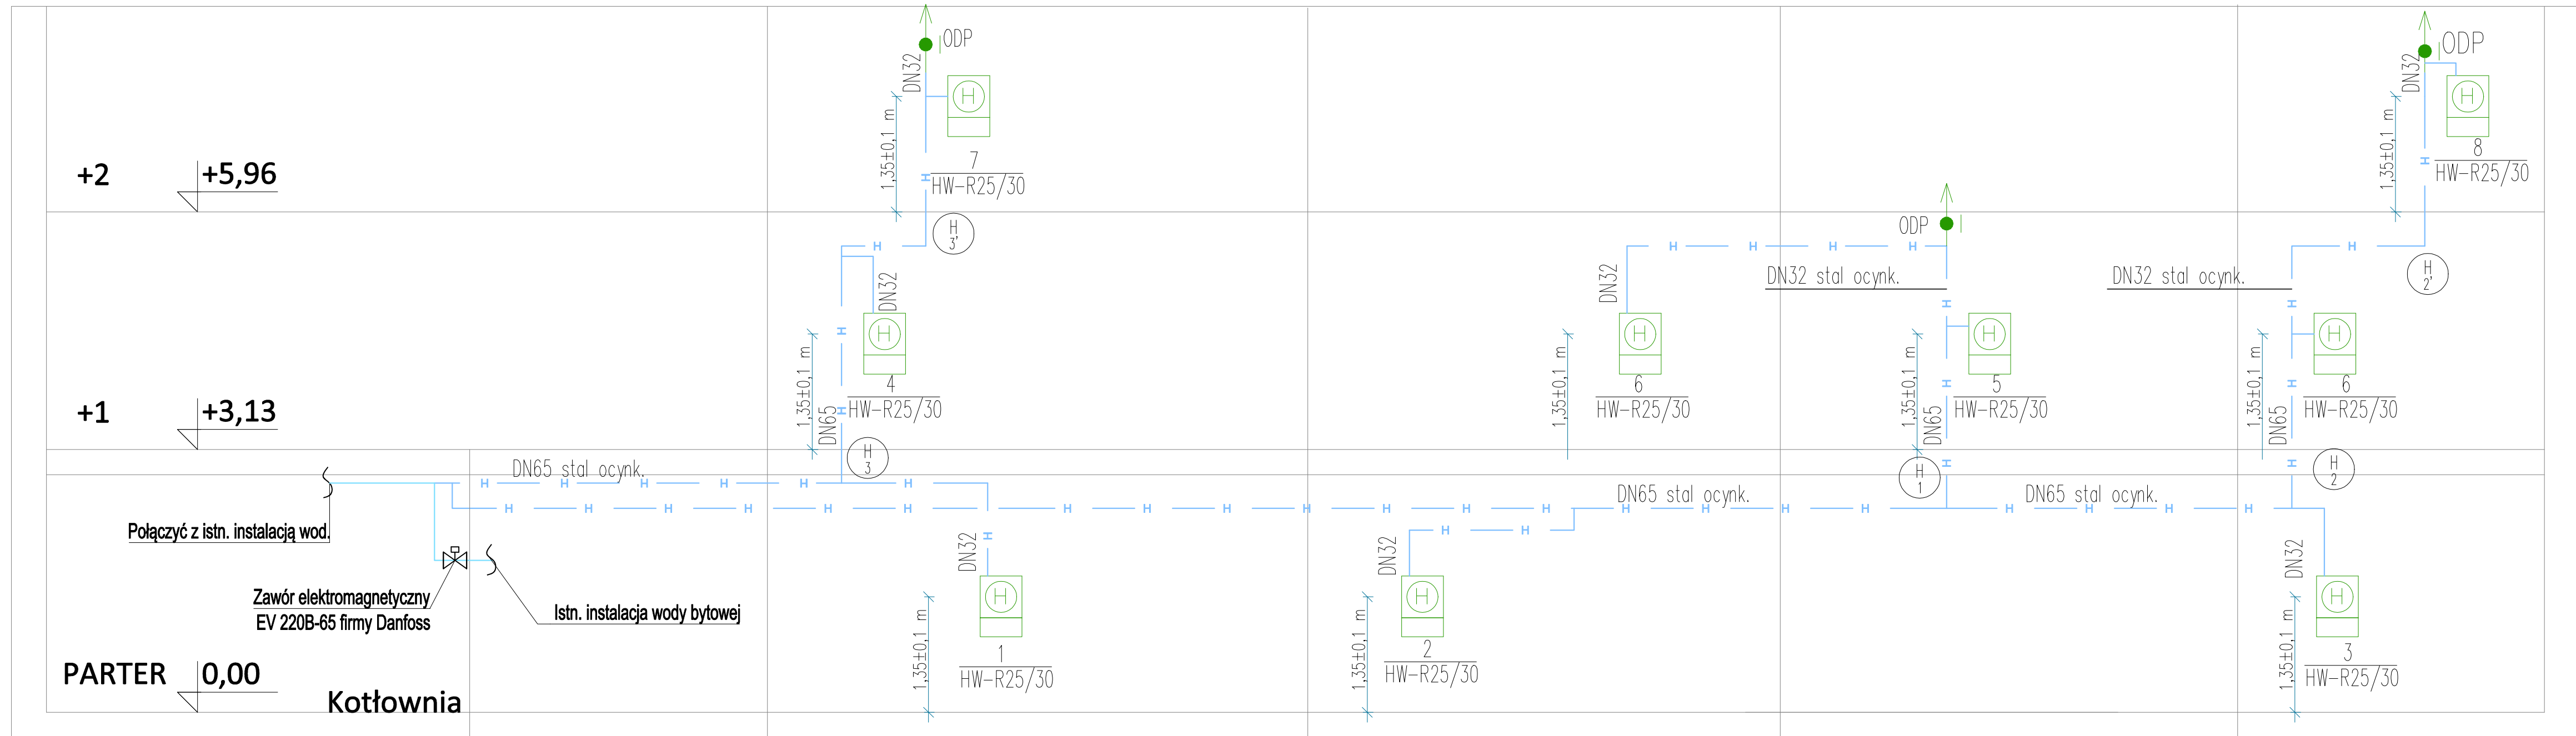 ODP
DN32
1,35±0,1 m
7
HW-R25/30
H
ODP
DN32
1,35±0,1 m
8
HW-R25/30
H
+2
+5,96
H
3'
H
H
DN32
H
1,35±0,1 m
4
HW-R25/30
DN65
H
H
H
3
ODP
H
H
H
H
DN32
DN32 stal ocynk.
H
1,35±0,1 m
6
HW-R25/30
H
H
1,35±0,1 m
5
HW-R25/30
DN65
H
H
H
1
H
DN32 stal ocynk.
H
H
2'
H
H
1,35±0,1 m
6
HW-R25/30
DN65
H
H
H
2
H
+1
+3,13
DN65 stal ocynk.
H H H H H H
DN65 stal ocynk.
DN65 stal ocynk.
H H H H H H H H H H H H H H H H H H H H H H
Połączyć z istn. instalacją wod.
Zawór elektromagnetyczny
EV 220B-65 firmy Danfoss
Istn. instalacja wody bytowej
H
DN32
H
1,35±0,1 m
1
HW-R25/30
H H
DN32
H
1,35±0,1 m
2
HW-R25/30
DN32
H
1,35±0,1 m
3
HW-R25/30
PARTER
0,00
Kotłownia